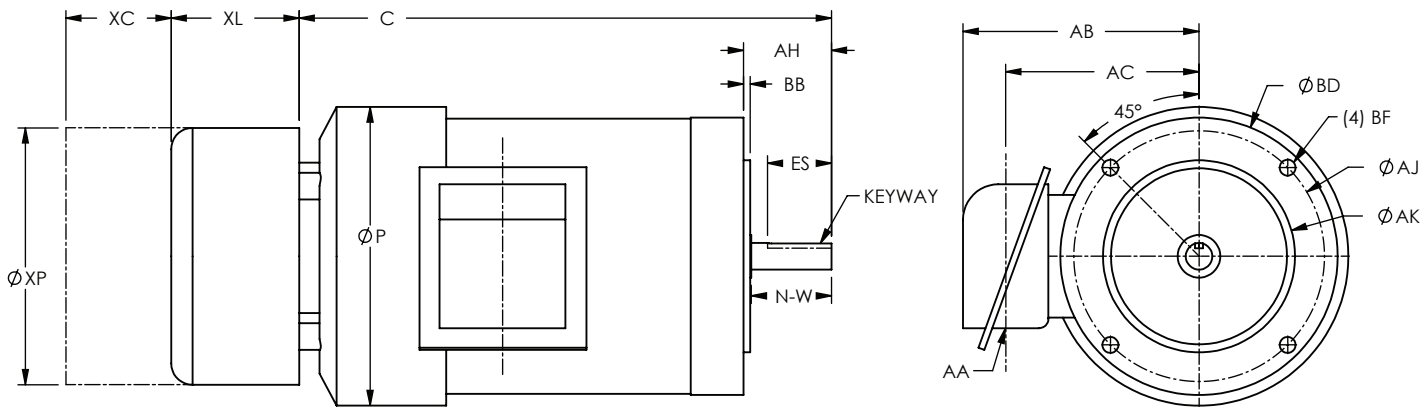 XC
XL
C
AH
BB
ES
KEYWAY
N-W
ØP
ØXP
AB
AC
45°
ØBD
(4) BF
ØAJ
ØAK
AA